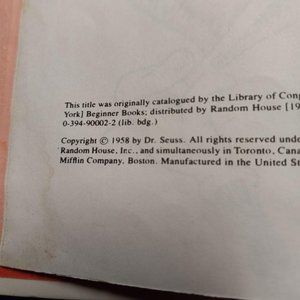 This title was originally catalogued by the Library of Cong
York] Beginner Books; distributed by Random House [19
0-394-90002-2 (lib. bdg.)
Copyright © 1958 by Dr. Seuss. All rights reserved unde
Random House, Inc., and simultaneously in Toronto, Cana
Mifflin Company, Boston. Manufactured in the United St